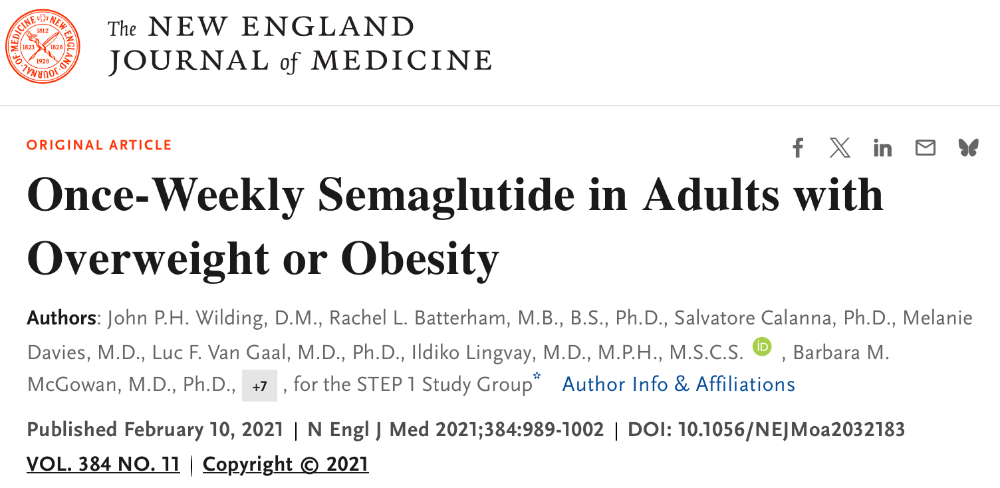 NEW ENGLAND JOURNAL OF MEDICINE
1812
1823 1828
1928
The NEW ENGLAND
JOURNAL of MEDICINE
ORIGINAL ARTICLE
Once-Weekly Semaglutide in Adults with
Overweight or Obesity
Authors: John P.H. Wilding, D.M., Rachel L. Batterham, M.B., B.S., Ph.D., Salvatore Calanna, Ph.D., Melanie
Davies, M.D., Luc F. Van Gaal, M.D., Ph.D., Ildiko Lingvay, M.D., M.P.H., M.S.C.S. iD , Barbara M.
McGowan, M.D., Ph.D., +7 , for the STEP 1 Study Group* Author Info & Affiliations
Published February 10, 2021 | N Engl J Med 2021;384:989-1002 | DOI: 10.1056/NEJMoa2032183
VOL. 384 NO. 11 | Copyright © 2021